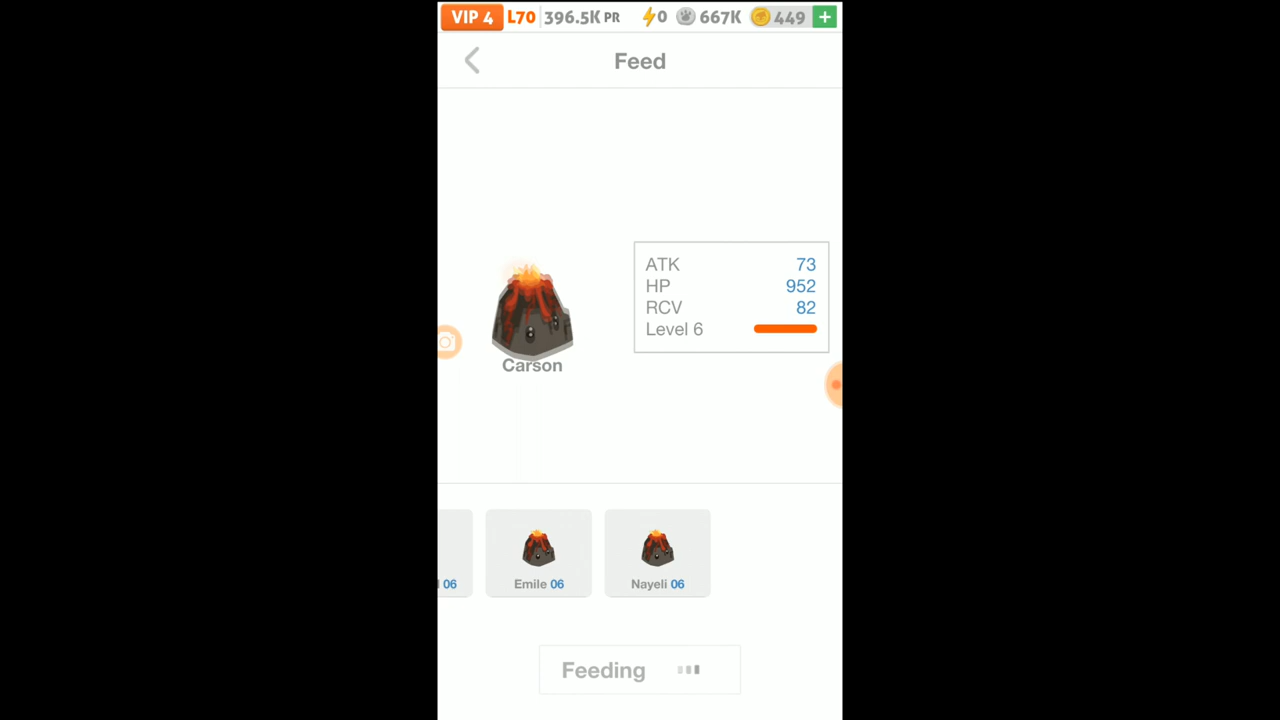 VIP 4 L70 396.5K PR 0 667K 449 +
Feed
ATK 73
HP 952
RCV 82
Level 6
Carson
06 Emile 06 Nayeli 06
Feeding